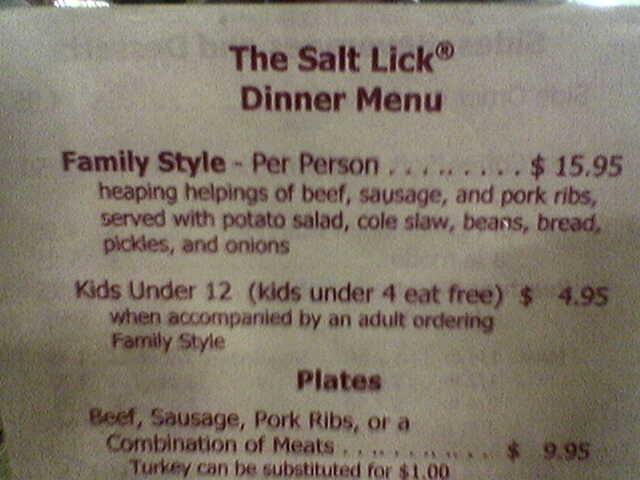 The Salt Lick®
Dinner Menu
Family Style - Per Person . . . . . . . . . $ 15.95
heaping helpings of beef, sausage, and pork ribs,
served with potato salad, cole slaw, beans, bread,
pickles, and onions
Kids Under 12 (kids under 4 eat free) $ 4.95
when accompanied by an adult ordering
Family Style
Plates
Beef, Sausage, Pork Ribs, or a
Combination of Meats . . . . . . . . . . . $ 9.95
Turkey can be substituted for $1.00